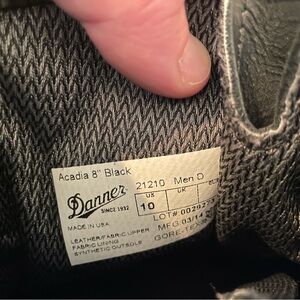 Acadia 8" Black
21210 Men D
Danner
SINCE 1932
US
UK
10
MADE IN USA
LOT#
LEATHER/FABRIC UPPER
MFG 03/14
FABRIC LINING
GORE-TEX
SYNTHETIC OUTSOLE